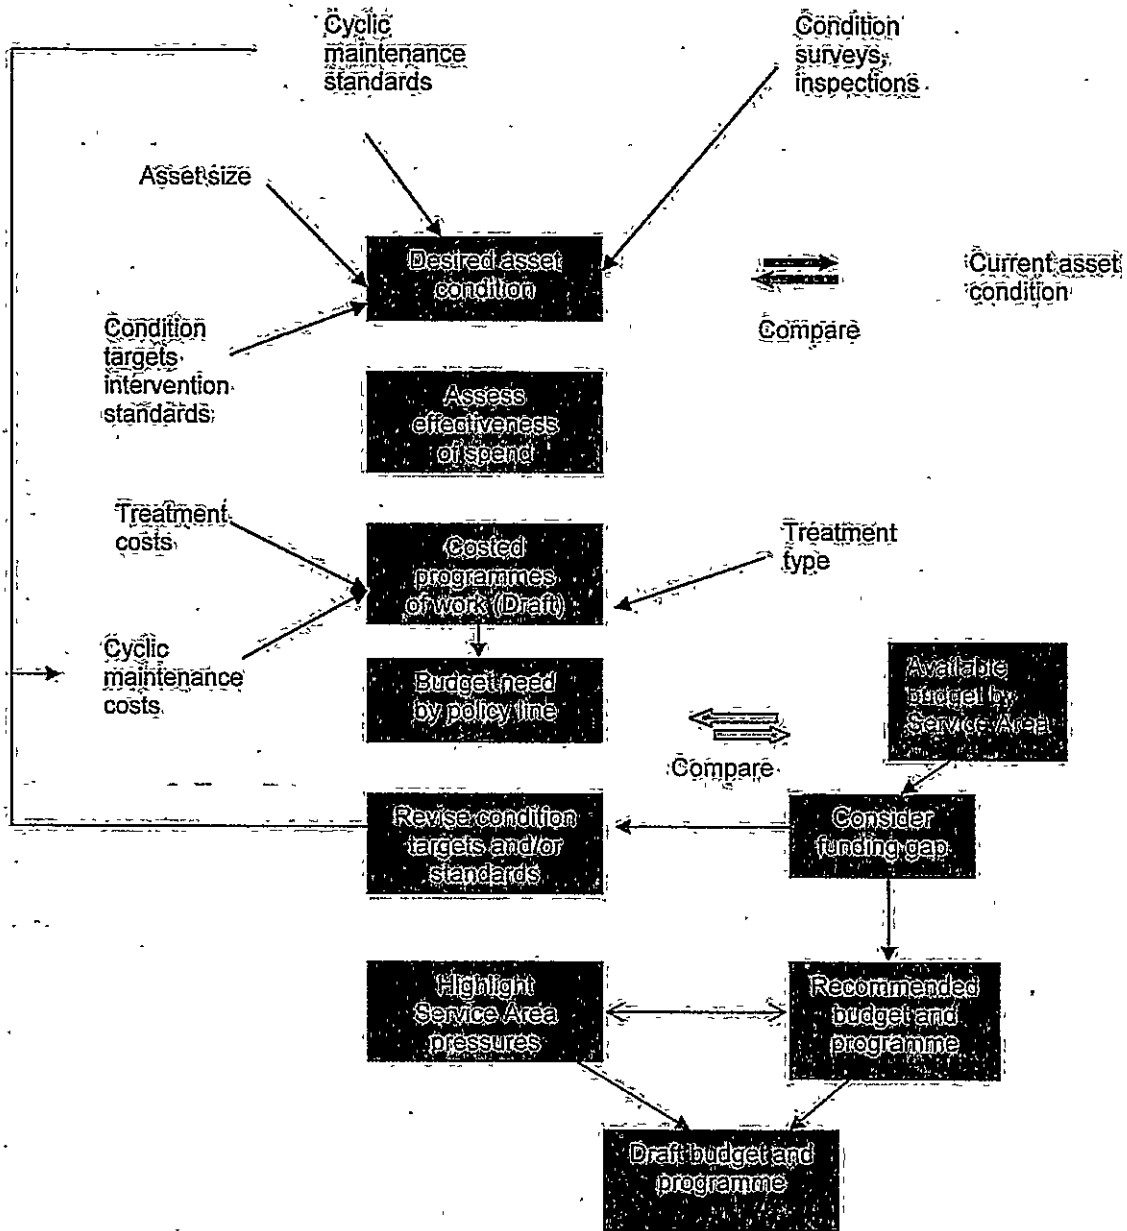 Cyclic
maintenance
standards
Condition
surveys,
inspections
Asset size
Desired asset
condition
Current asset
condition
Compare
Condition
targets
intervention
standards
Assess
effectiveness
of spend
Treatment
costs
Costed
programmes
of work (Draft)
Treatment
type
Cyclic
maintenance
costs
Budget need
by policy line
Available
budget by
Service Area
Compare
Revise condition
targets and/or
standards
Consider
funding gap
Highlight
Service Area
pressures
Recommended
budget and
programme
Draft budget and
programme